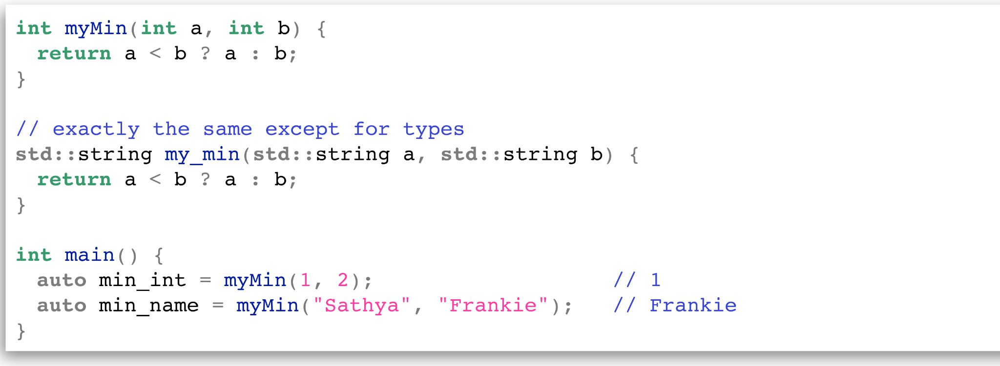 int myMin(int a, int b) {
  return a < b ? a : b;
}
// exactly the same except for types
std::string my_min(std::string a, std::string b) {
  return a < b ? a : b;
}
int main() {
  auto min_int = myMin(1, 2);                       // 1
  auto min_name = myMin("Sathya", "Frankie");    // Frankie
}